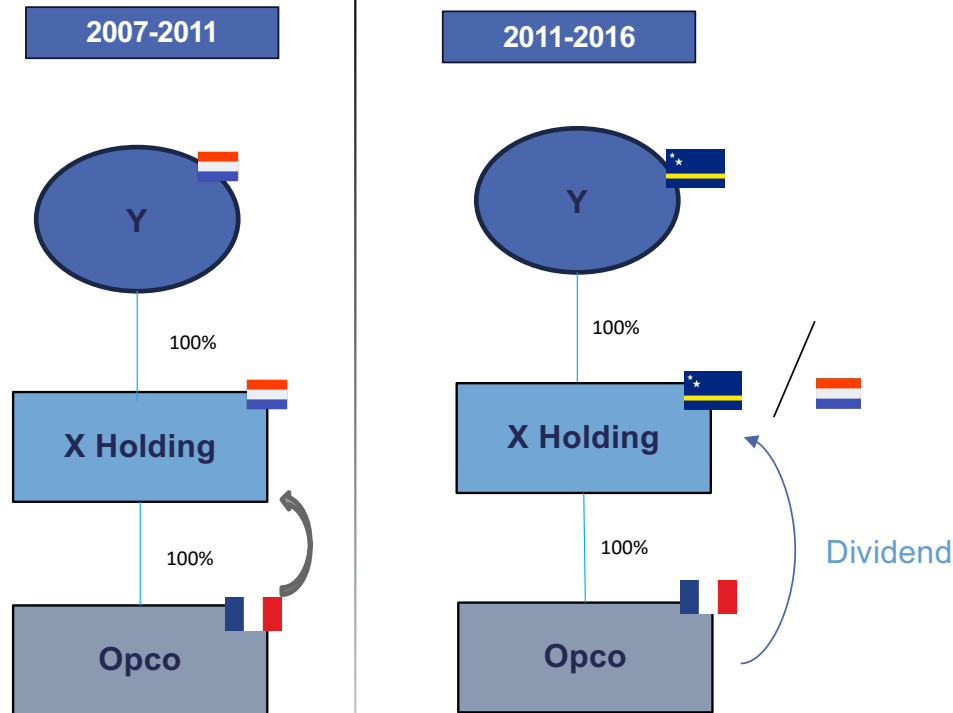 2007-2011
Y
100%
X Holding
100%
Opco
2011-2016
Y
100%
X Holding
100%
Dividend
Opco